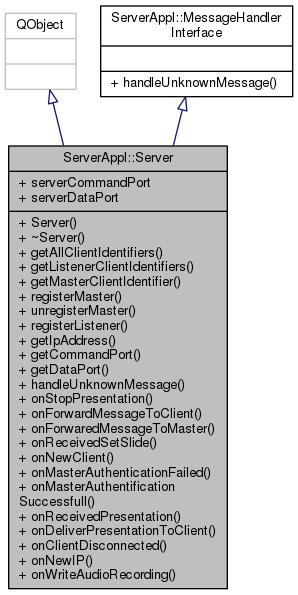 QObject
ServerAppl::MessageHandler
Interface
+ handleUnknownMessage()
ServerAppl::Server
+ serverCommandPort
+ serverDataPort
+ Server()
+ ~Server()
+ getAllClientIdentifiers()
+ getListenerClientIdentifiers()
+ getMasterClientIdentifier()
+ registerMaster()
+ unregisterMaster()
+ registerListener()
+ getIpAddress()
+ getCommandPort()
+ getDataPort()
+ handleUnknownMessage()
+ onStopPresentation()
+ onForwardMessageToClient()
+ onForwaredMessageToMaster()
+ onReceivedSetSlide()
+ onNewClient()
+ onMasterAuthenticationFailed()
+ onMasterAuthentification
Successfull()
+ onReceivedPresentation()
+ onDeliverPresentationToClient()
+ onClientDisconnected()
+ onNewIP()
+ onWriteAudioRecording()